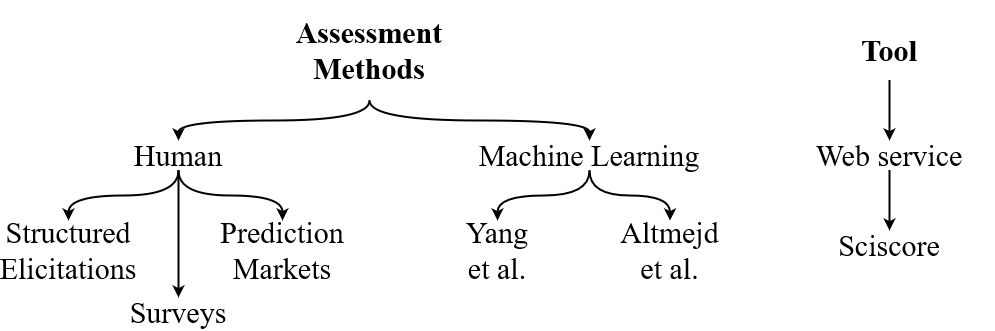 Assessment
Methods
Tool
Human
Machine Learning
Web service
Structured
Elicitations
Prediction
Markets
Yang
et al.
Altmejd
et al.
Sciscore
Surveys